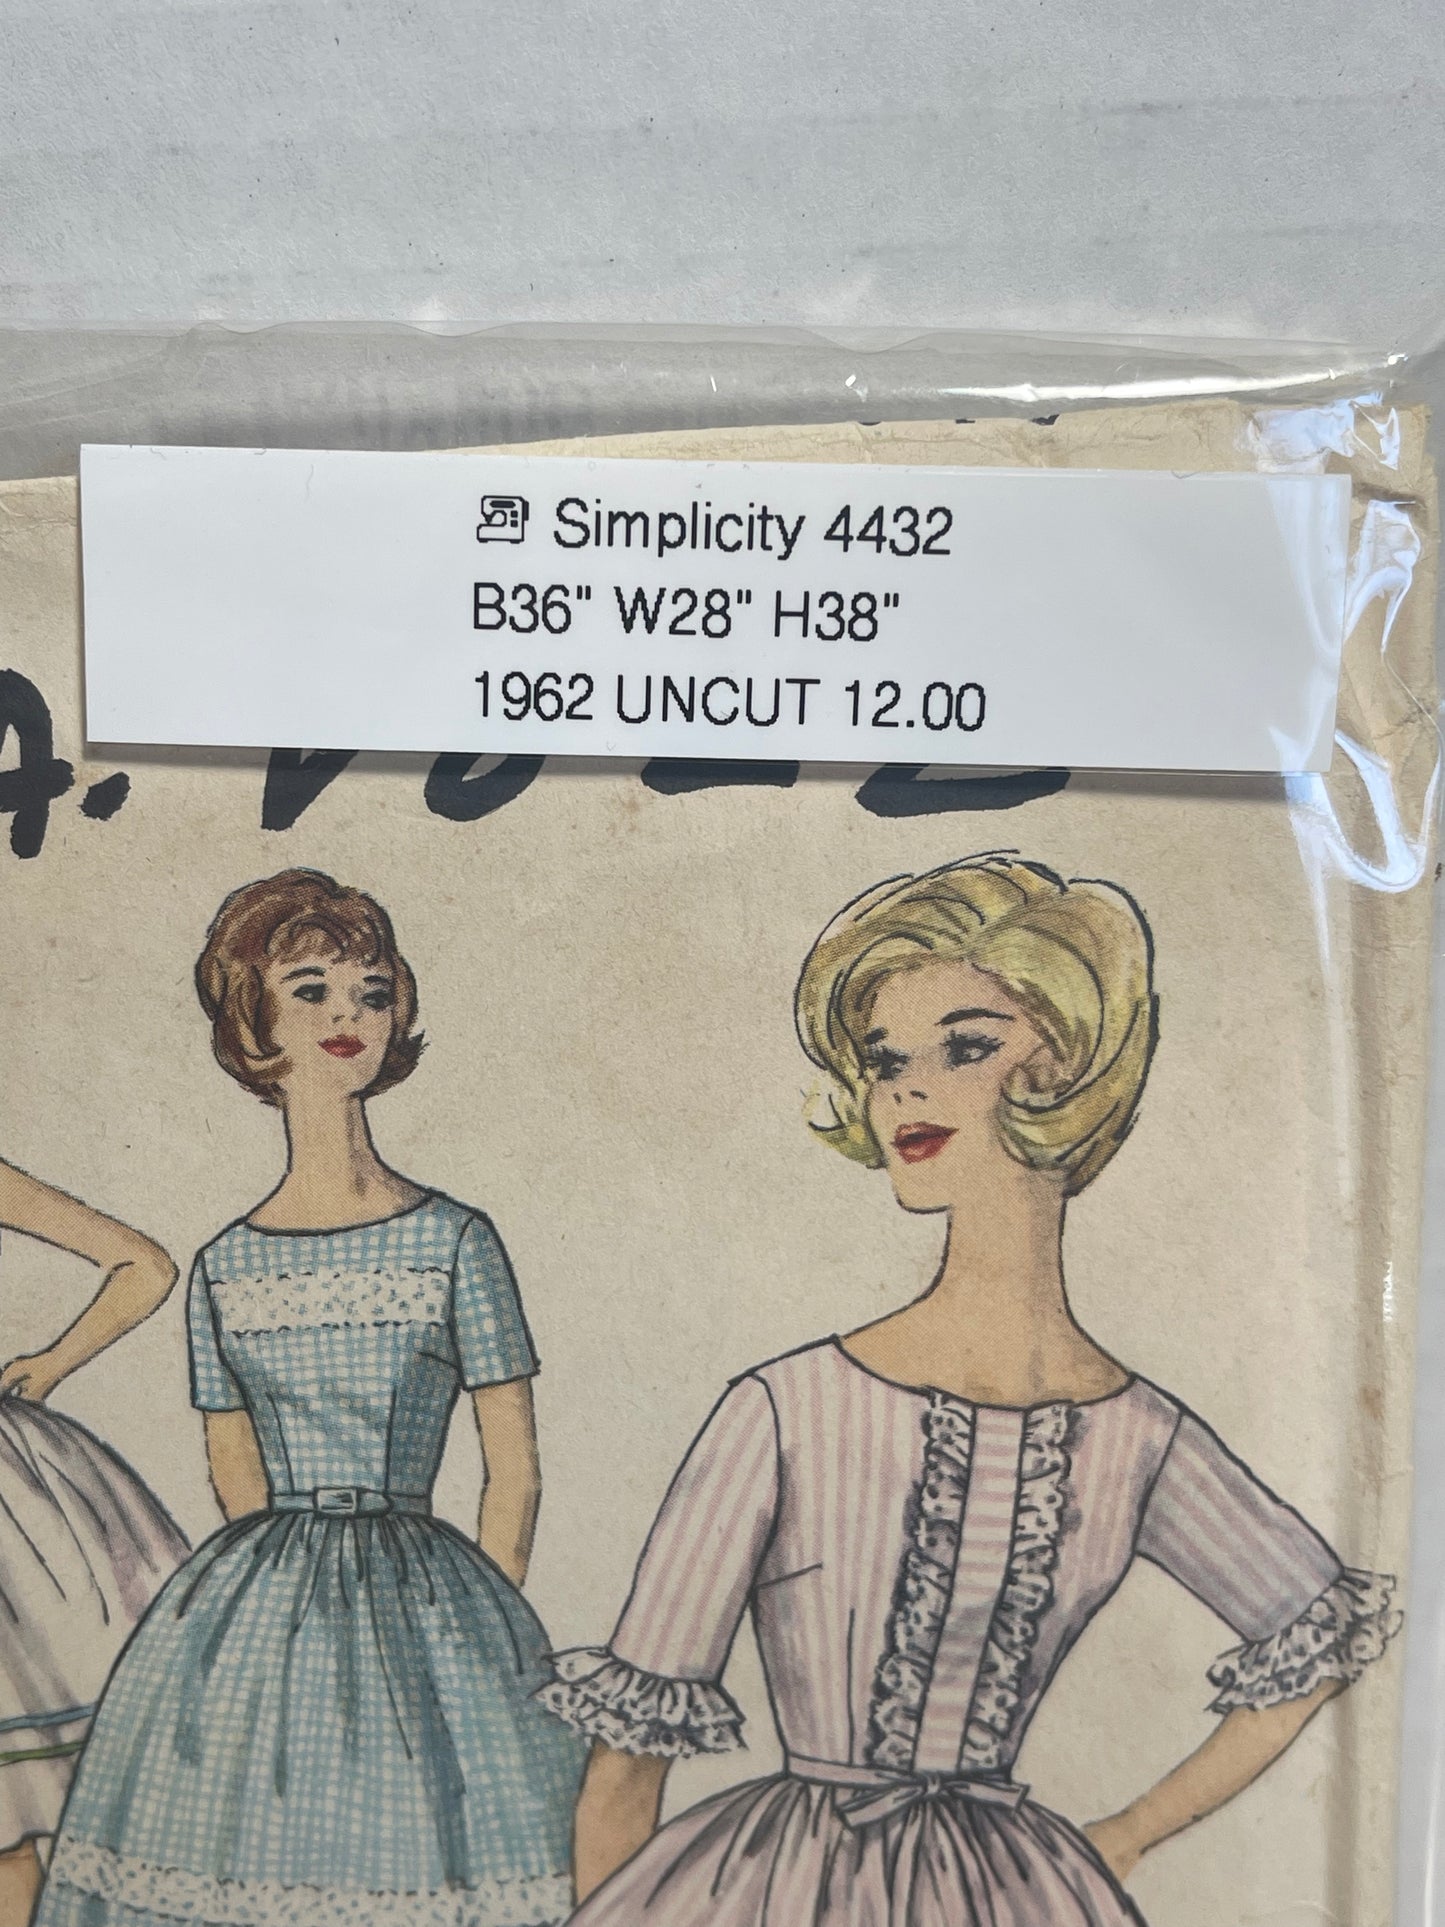 Simplicity 4432
B36" W28" H38"
1962 UNCUT 12.00
A.